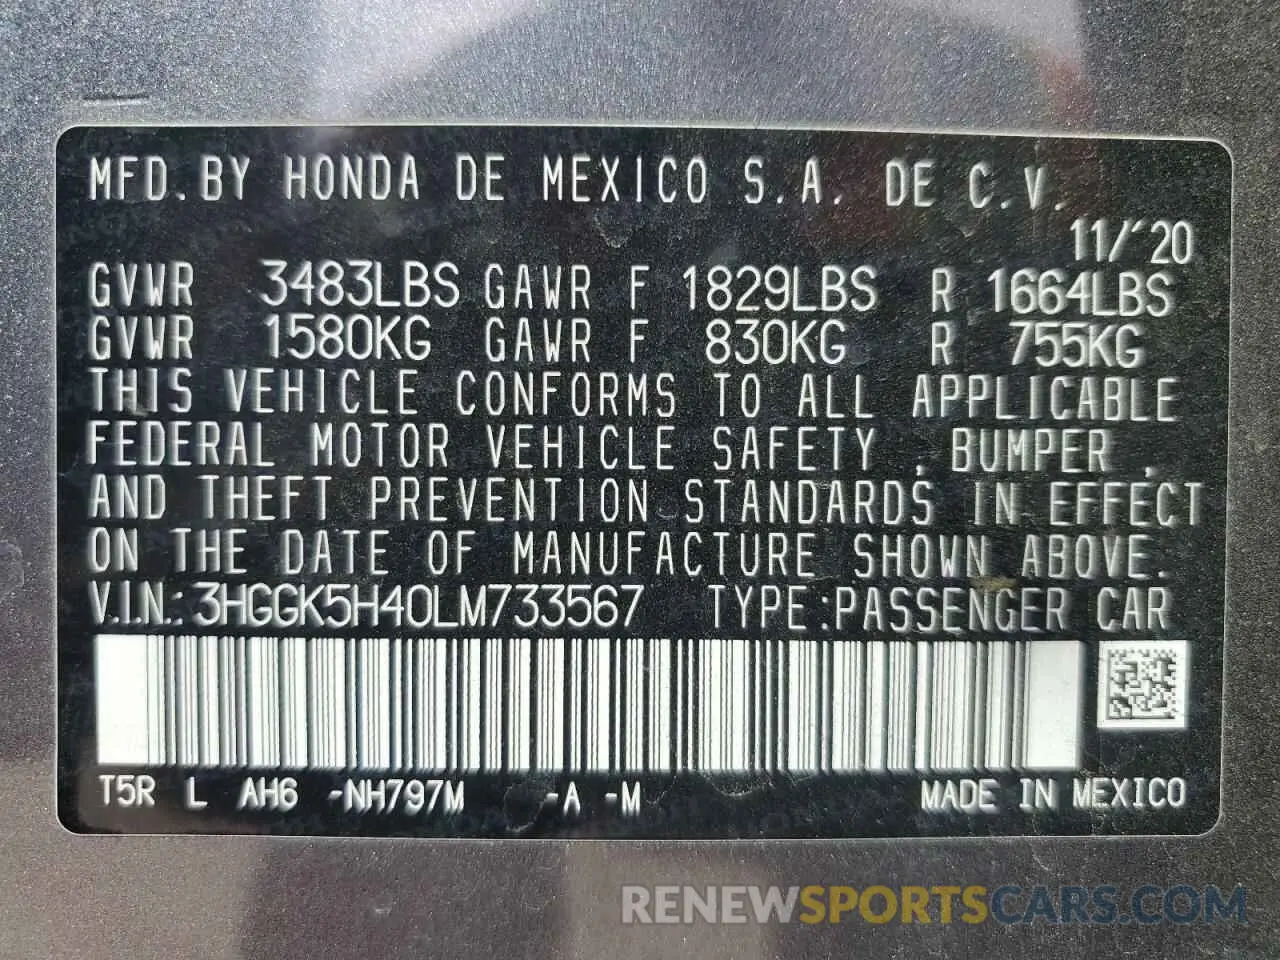 MFD.BY HONDA DE MEXICO S.A. DE C.V.
11/´20
GVWR 3483LBS GAWR F 1829LBS R 1664LBS
GVWR 1580KG GAWR F 830KG R 755KG
THIS VEHICLE CONFORMS TO ALL APPLICABLE
FEDERAL MOTOR VEHICLE SAFETY , BUMPER ,
AND THEFT PREVENTION STANDARDS IN EFFECT
ON THE DATE OF MANUFACTURE SHOWN ABOVE.
V.I.N.: 3HGGK5H40LM733567 TYPE:PASSENGER CAR
T5R L AH6 -NH797M -A -M MADE IN MEXICO
RENEWSPORTSCARS.COM